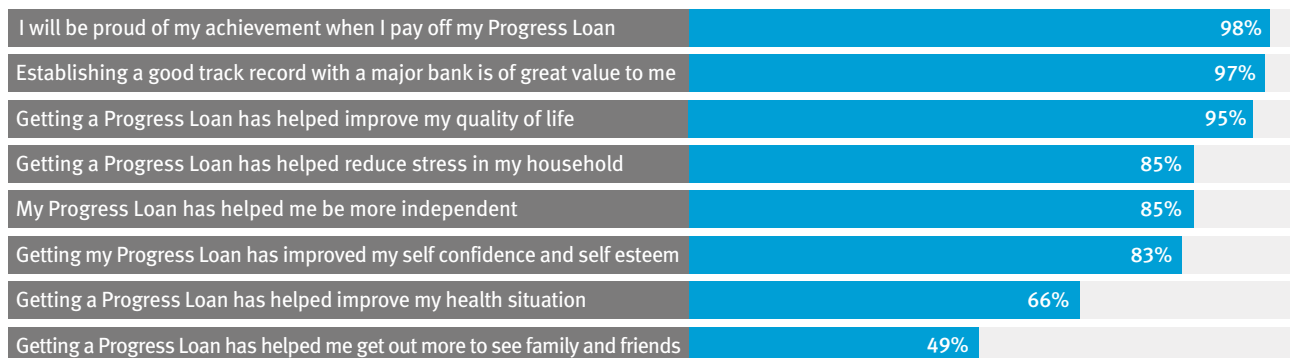 I will be proud of my achievement when I pay off my Progress Loan 98%
Establishing a good track record with a major bank is of great value to me 97%
Getting a Progress Loan has helped improve my quality of life 95%
Getting a Progress Loan has helped reduce stress in my household 85%
My Progress Loan has helped me be more independent 85%
Getting my Progress Loan has improved my self confidence and self esteem 83%
Getting a Progress Loan has helped improve my health situation 66%
Getting a Progress Loan has helped me get out more to see family and friends 49%